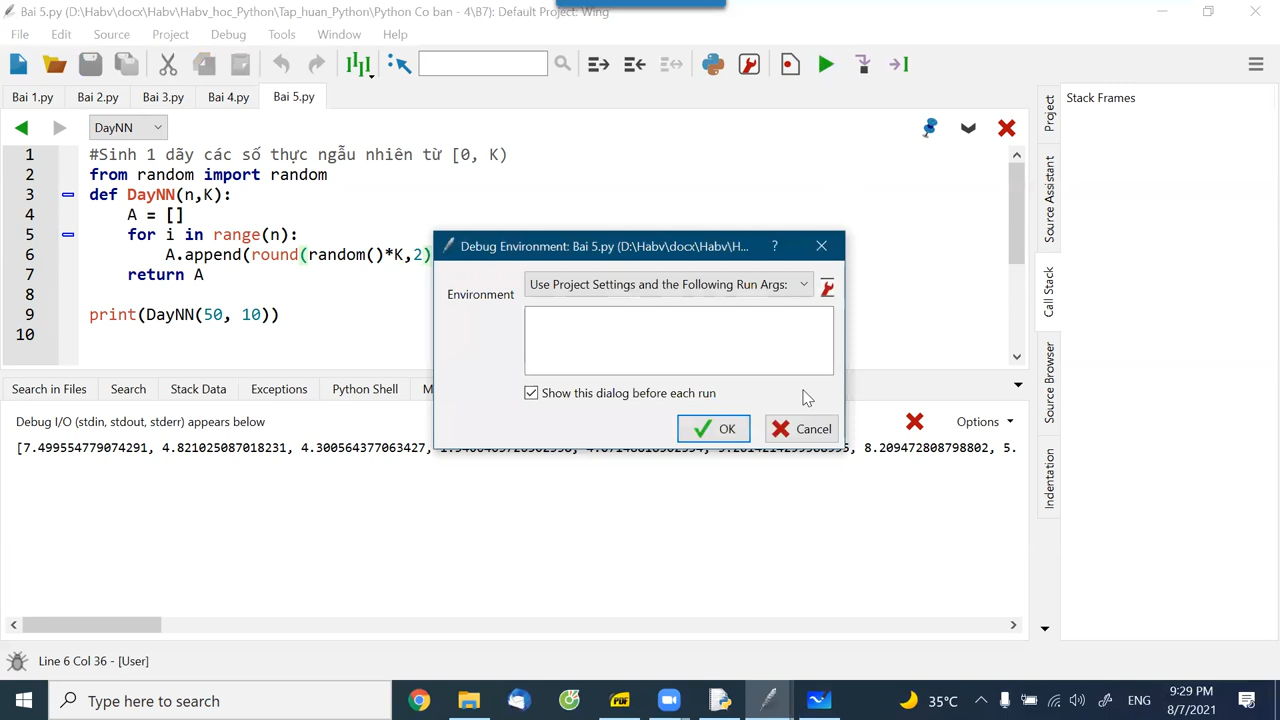 Bai 5.py (D:\Habv\docx\Habv\Habv_hoc_Python\Tap_huan_Python\Python Co ban - 4\B7): Default Project: Wing
File Edit Source Project Debug Tools Window Help
Bai 1.py Bai 2.py Bai 3.py Bai 4.py Bai 5.py
DayNN
1 #Sinh 1 dãy các số thực ngẫu nhiên từ [0, K)
2 from random import random
3 def DayNN(n,K):
4 A = []
5 for i in range(n):
6 A.append(round(random()*K,2)
7 return A
8
9 print(DayNN(50, 10))
10
Debug Environment: Bai 5.py (D:\Habv\docx\Habv\H...
?
Environment
Use Project Settings and the Following Run Args:
Show this dialog before each run
OK
Cancel
Search in Files Search Stack Data Exceptions Python Shell M
Debug I/O (stdin, stdout, stderr) appears below
Options
[7.499554779074291, 4.821025087018231, 4.300564377063427, 8.209472808798802, 5.
Stack Frames
Project
Source Assistant
Call Stack
Source Browser
Indentation
Line 6 Col 36 - [User]
Type here to search
PDF
35°C
ENG
9:29 PM
8/7/2021